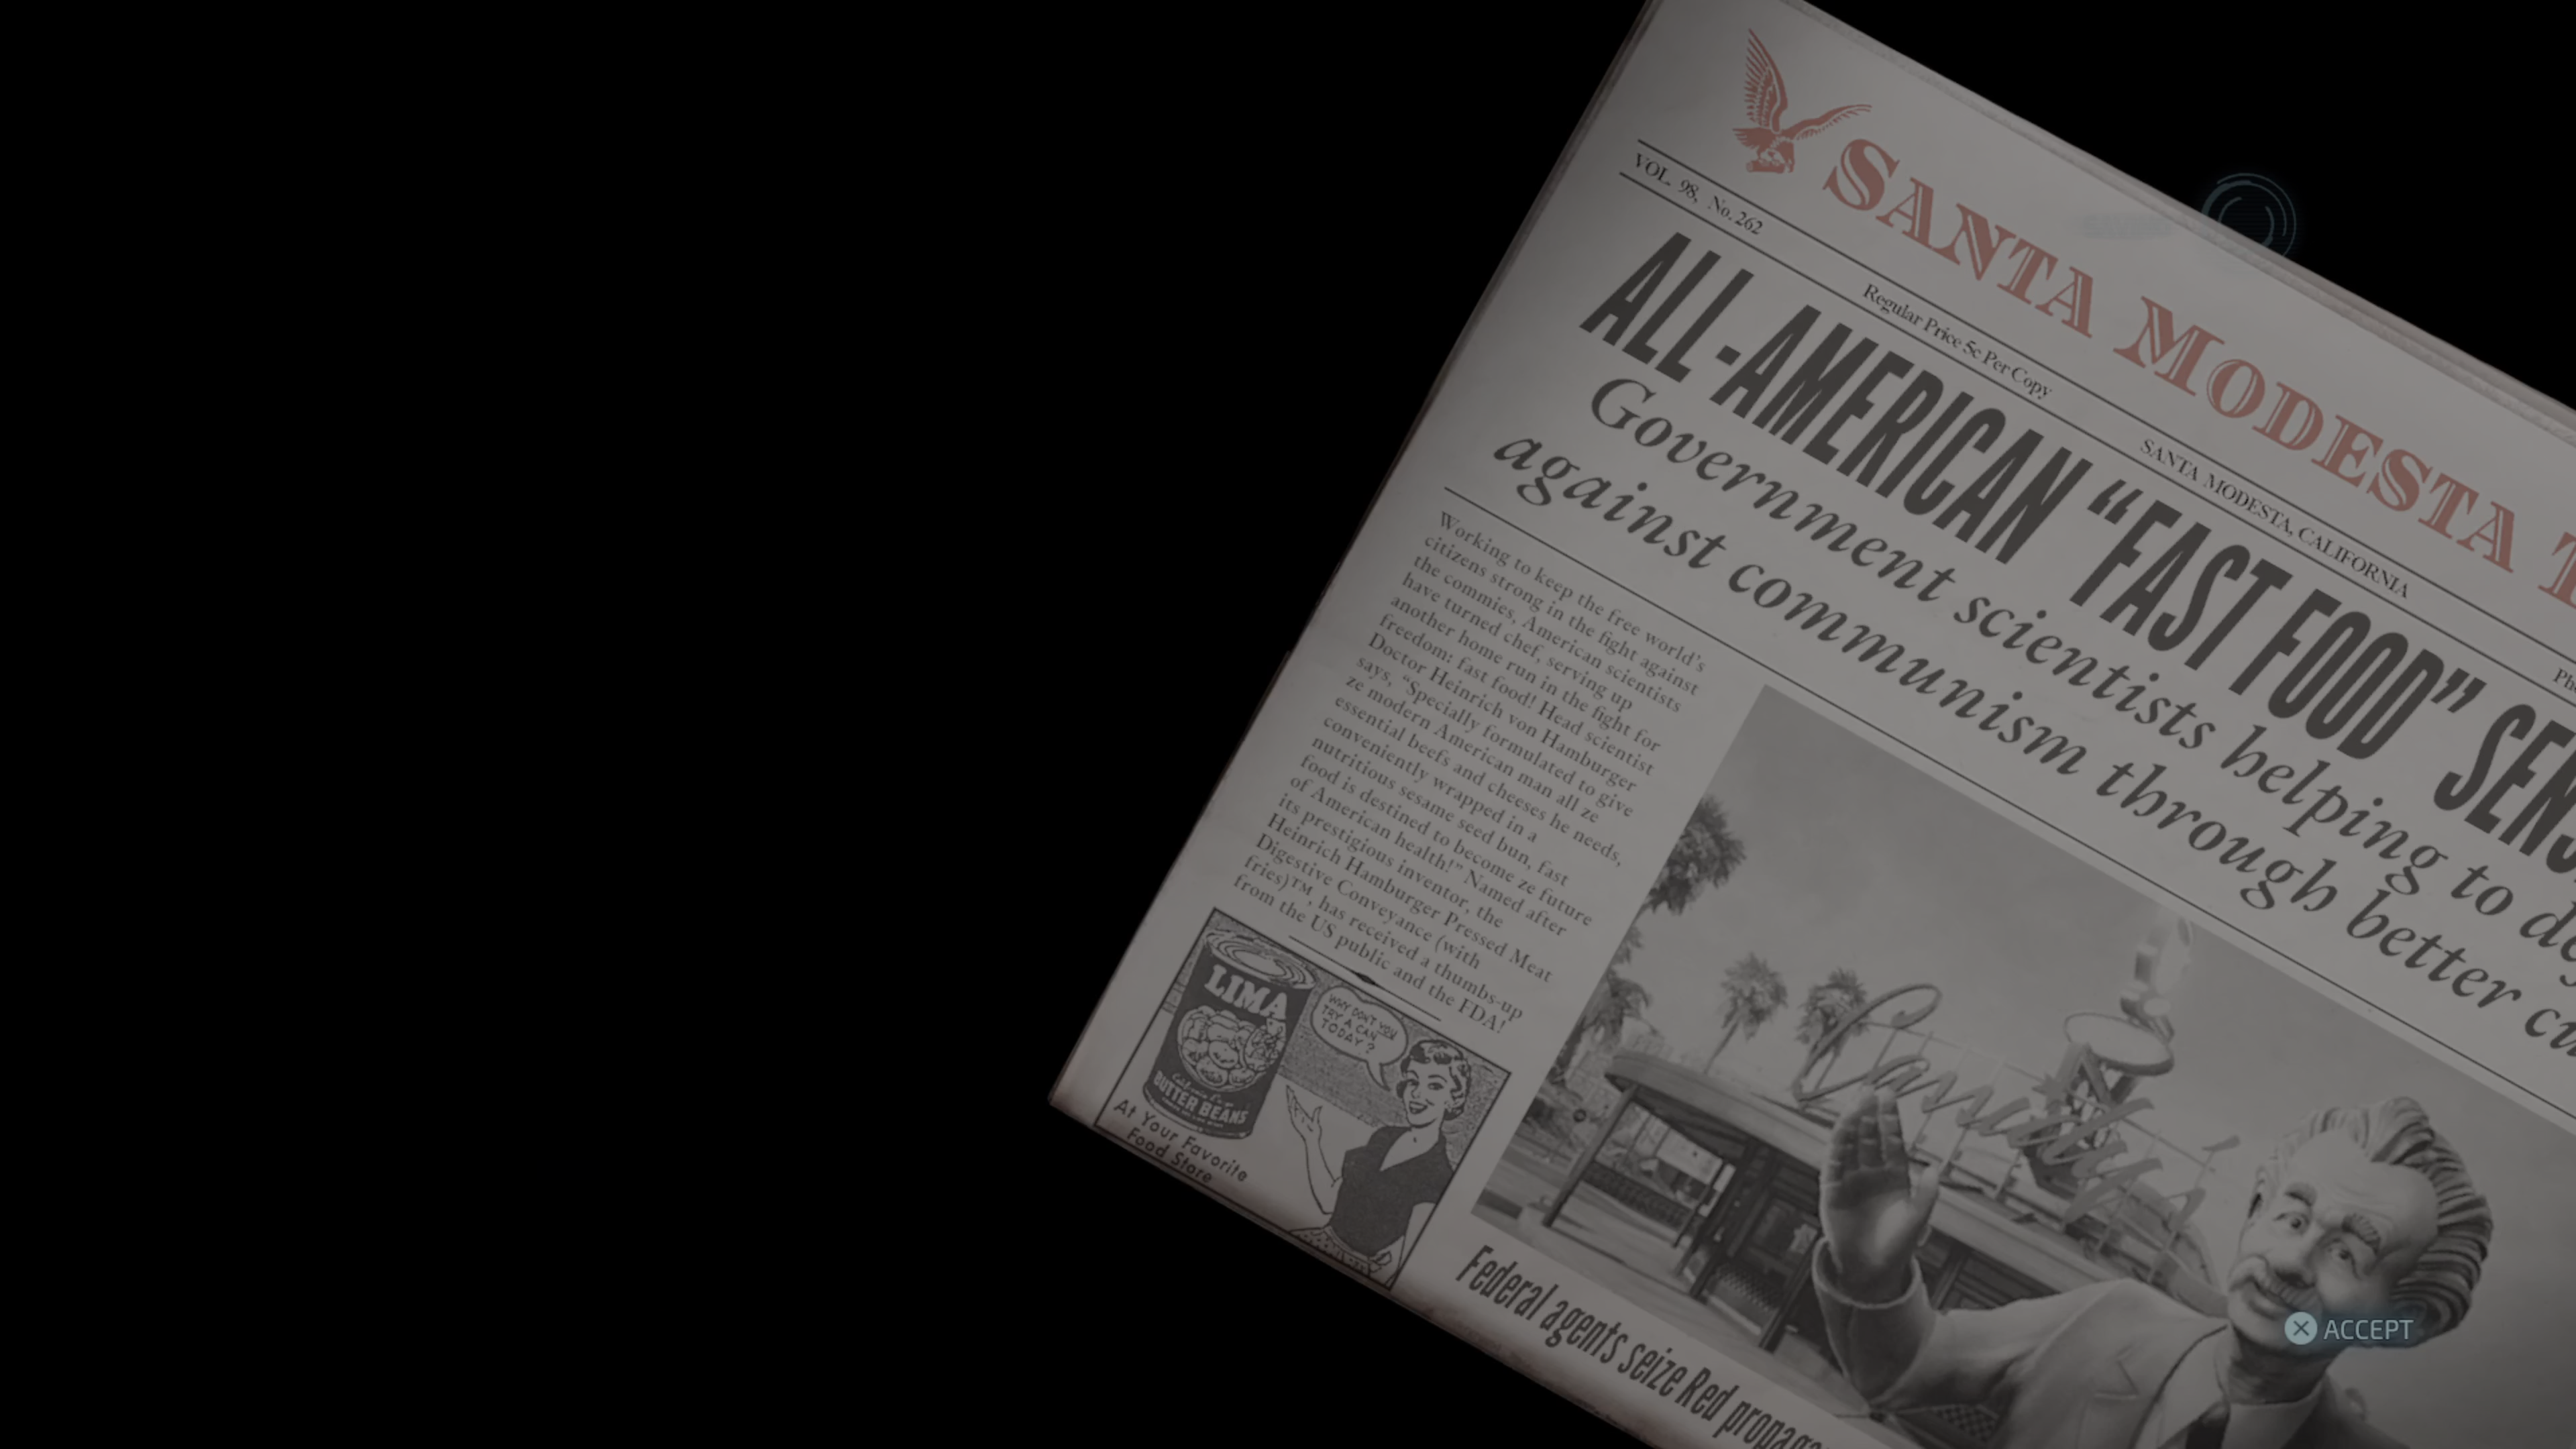 SANTA MODESTA
VOL. 98, No. 262
Regular Price 5c Per Copy
SANTA MODESTA, CALIFORNIA
ALL-AMERICAN “FAST FOOD”
Government scientists helping to
against communism through better
Working to keep the free world's
citizens strong in the fight against
the commies, American scientists
have turned chef, serving up
another home run in the fight for
freedom: fast food! Head scientist
Doctor Heinrich von Hamburger
says, “Specially formulated to give
ze modern American man all ze
essential beefs and cheeses he needs,
conveniently wrapped in a
nutritious sesame seed bun, fast
food is destined to become ze future
of American health!” Named after
its prestigious inventor, the
Heinrich Hamburger Pressed Meat
Digestive Conveyance (with
fries)™, has received a thumbs-up
from the US public and the FDA!
LIMA
BUTTER BEANS
WHY DON'T YOU
TRY A CAN
TODAY?
At Your Favorite
Food Store
Federal agents seize Red
ACCEPT